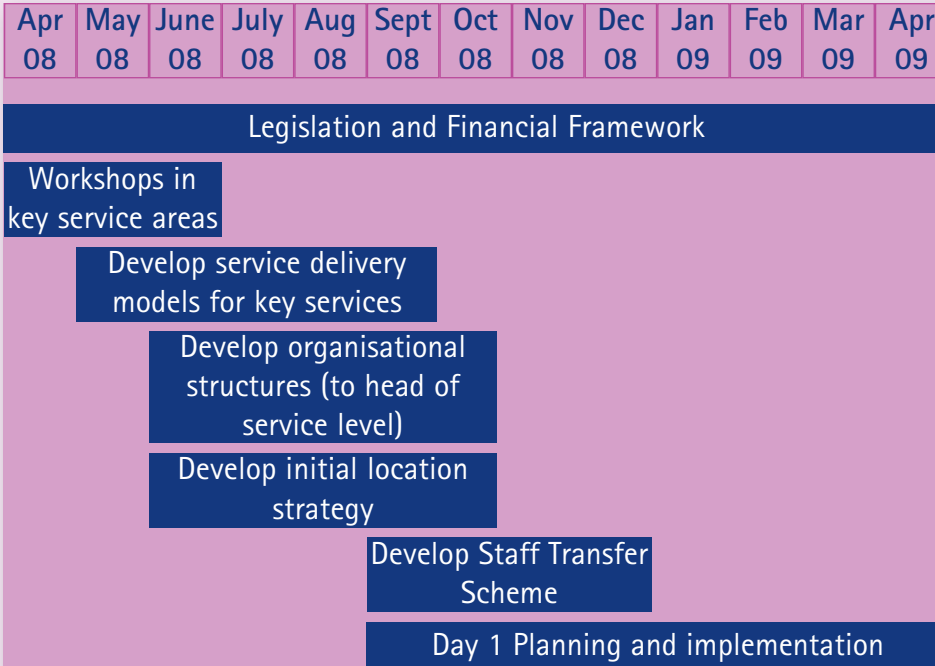 Apr May June July Aug Sept Oct Nov Dec Jan Feb Mar Apr
08 08 08 08 08 08 08 08 08 09 09 09 09
Legislation and Financial Framework
Workshops in
key service areas
Develop service delivery
models for key services
Develop organisational
structures (to head of
service level)
Develop initial location
strategy
Develop Staff Transfer
Scheme
Day 1 Planning and implementation